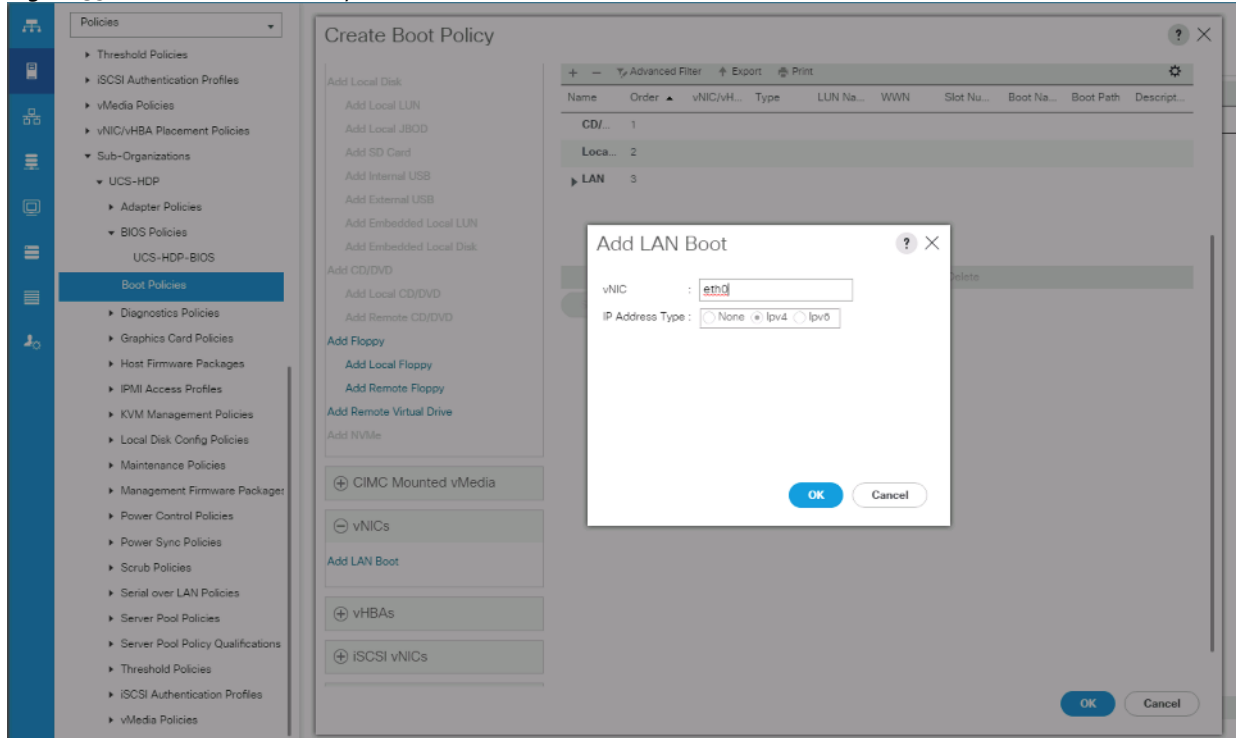 Policies
Threshold Policies
iSCSI Authentication Profiles
vMedia Policies
vNIC/vHBA Placement Policies
Sub-Organizations
UCS-HDP
Adapter Policies
BIOS Policies
UCS-HDP-BIOS
Boot Policies
Diagnostics Policies
Graphics Card Policies
Host Firmware Packages
IPMI Access Profiles
KVM Management Policies
Local Disk Config Policies
Maintenance Policies
Management Firmware Packages
Power Control Policies
Power Sync Policies
Scrub Policies
Serial over LAN Policies
Server Pool Policies
Server Pool Policy Qualifications
Threshold Policies
iSCSI Authentication Profiles
vMedia Policies
Create Boot Policy
?
Add Local Disk
Add Local LUN
Add Local JBOD
Add SD Card
Add Internal USB
Add External USB
Add Embedded Local LUN
Add Embedded Local Disk
Add CD/DVD
Add Local CD/DVD
Add Remote CD/DVD
Add Floppy
Add Local Floppy
Add Remote Floppy
Add Remote Virtual Drive
Add NVMe
CIMC Mounted vMedia
vNICs
Add LAN Boot
vHBAs
iSCSI vNICs
+ − Advanced Filter Export Print
Name Order vNIC/vH... Type LUN Na... WWN Slot Nu... Boot Na... Boot Path Descript...
CD/... 1
Loca... 2
LAN 3
Delete
Add LAN Boot
?
vNIC : eth0
IP Address Type : None Ipv4 Ipv6
OK Cancel
OK Cancel